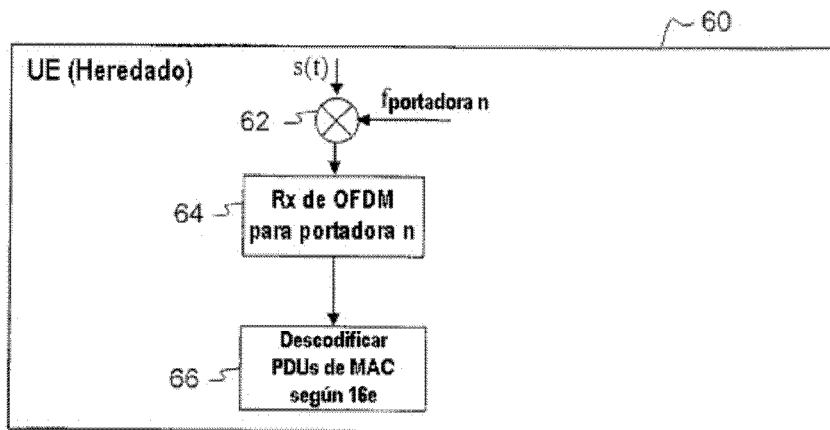 60
UE (Heredado)
s(t)
62
fportadora n
64
Rx de OFDM
para portadora n
66
Descodificar
PDUs de MAC
según 16e